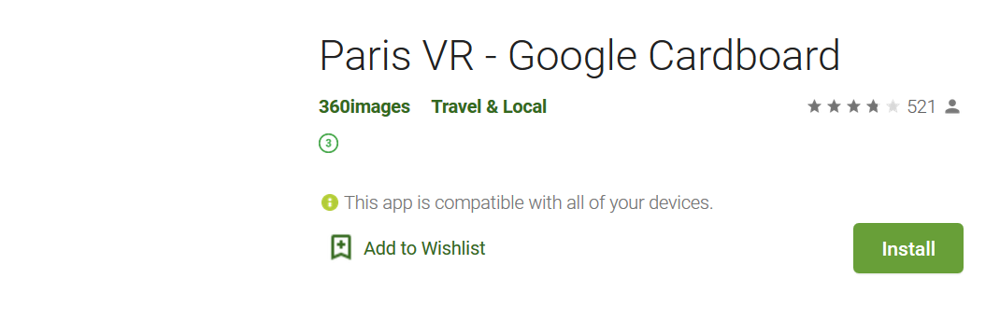 Paris VR - Google Cardboard
360images Travel & Local 521
3
This app is compatible with all of your devices.
Add to Wishlist Install